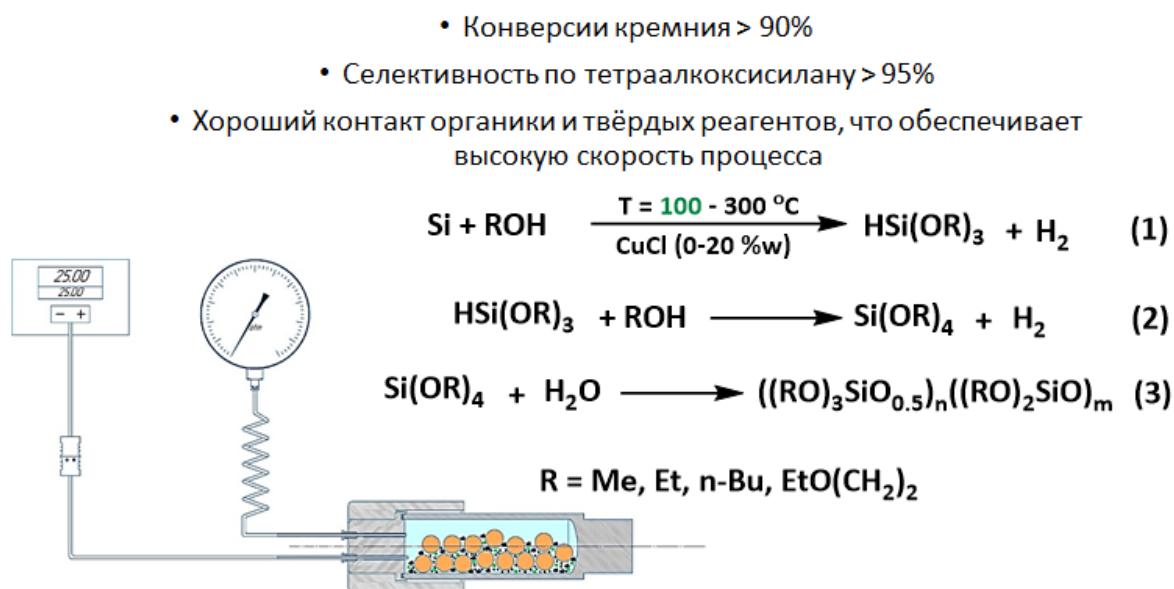 • Конверсии кремния > 90%
• Селективность по тетраалкоксисилану > 95%
• Хороший контакт органики и твёрдых реагентов, что обеспечивает
высокую скорость процесса
T = 100 - 300 °C
Si + ROH HSi(OR)₃ + H₂ (1)
CuCl (0-20 %w)
25.00
25.00
− +
HSi(OR)₃ + ROH Si(OR)₄ + H₂ (2)
Si(OR)₄ + H₂O ((RO)₃SiO₀.₅)ₙ((RO)₂SiO)ₘ (3)
R = Me, Et, n-Bu, EtO(CH₂)₂